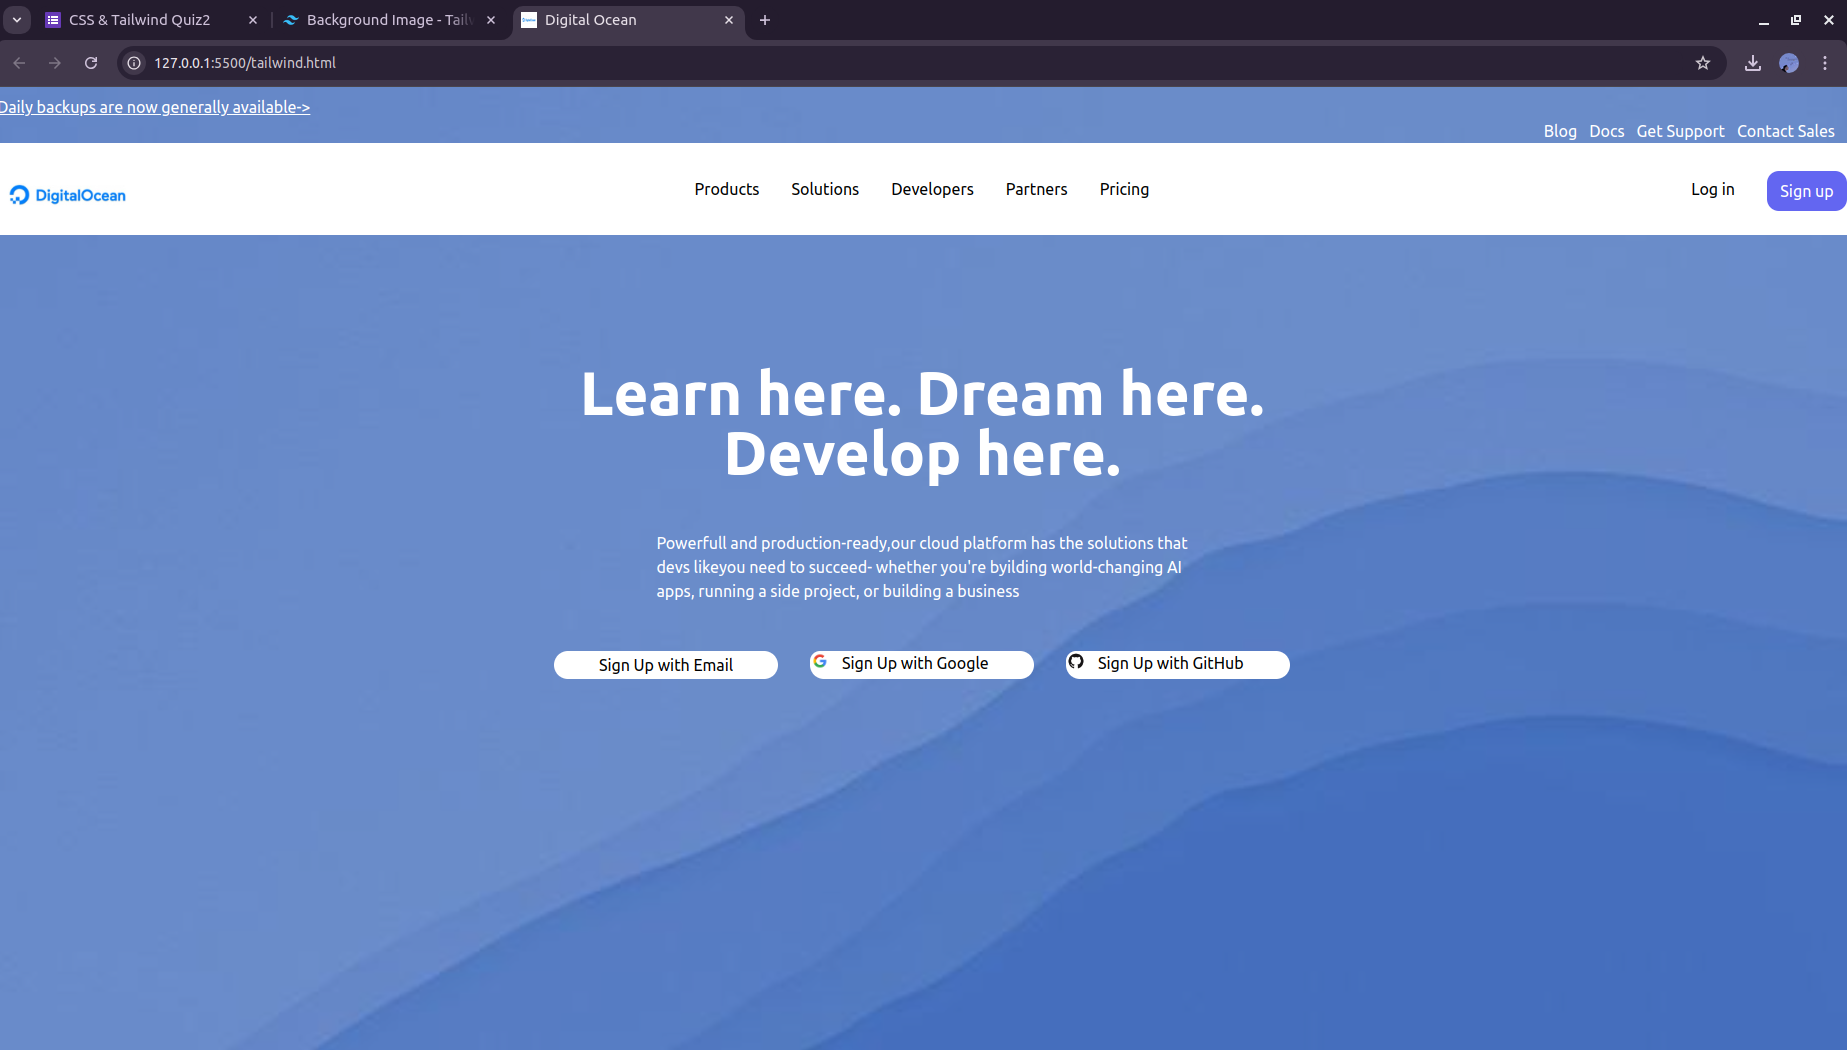 CSS & Tailwind Quiz2
Background Image - Tail
Digital Ocean
127.0.0.1:5500/tailwind.html
Daily backups are now generally available->
Blog Docs Get Support Contact Sales
DigitalOcean
Products Solutions Developers Partners Pricing
Log in
Sign up
Learn here. Dream here.
Develop here.
Powerfull and production-ready,our cloud platform has the solutions that
devs likeyou need to succeed- whether you're byilding world-changing AI
apps, running a side project, or building a business
Sign Up with Email
Sign Up with Google
Sign Up with GitHub